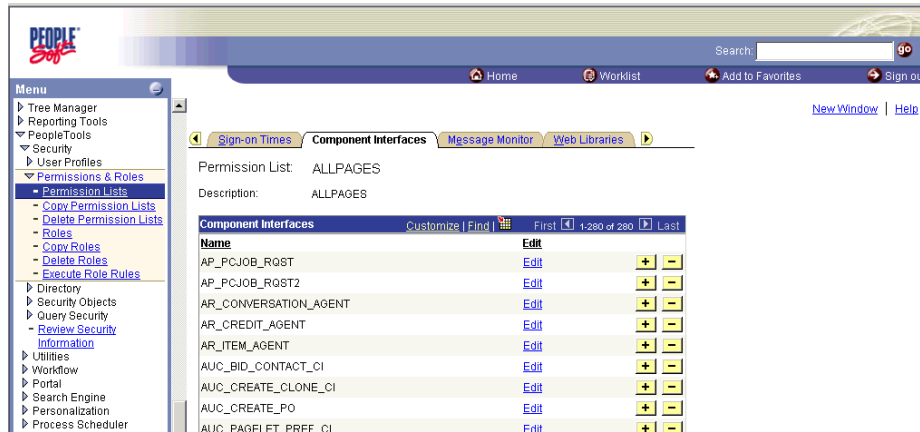 PEOPLE
Soft
Search:
go
Home Worklist Add to Favorites Sign ou
Menu
Tree Manager
Reporting Tools
PeopleTools
Security
User Profiles
Permissions & Roles
Permission Lists
Copy Permission Lists
Delete Permission Lists
Roles
Copy Roles
Delete Roles
Execute Role Rules
Directory
Security Objects
Query Security
Review Security
Information
Utilities
Workflow
Portal
Search Engine
Personalization
Process Scheduler
New Window | Help
Sign-on Times Component Interfaces Message Monitor Web Libraries
Permission List: ALLPAGES
Description: ALLPAGES
Component Interfaces Customize | Find | First 1-280 of 280 Last
Name Edit
AP_PCJOB_RQST Edit + -
AP_PCJOB_RQST2 Edit + -
AR_CONVERSATION_AGENT Edit + -
AR_CREDIT_AGENT Edit + -
AR_ITEM_AGENT Edit + -
AUC_BID_CONTACT_CI Edit + -
AUC_CREATE_CLONE_CI Edit + -
AUC_CREATE_PO Edit + -
AUC_PAGELET_PREF_CI Edit + -